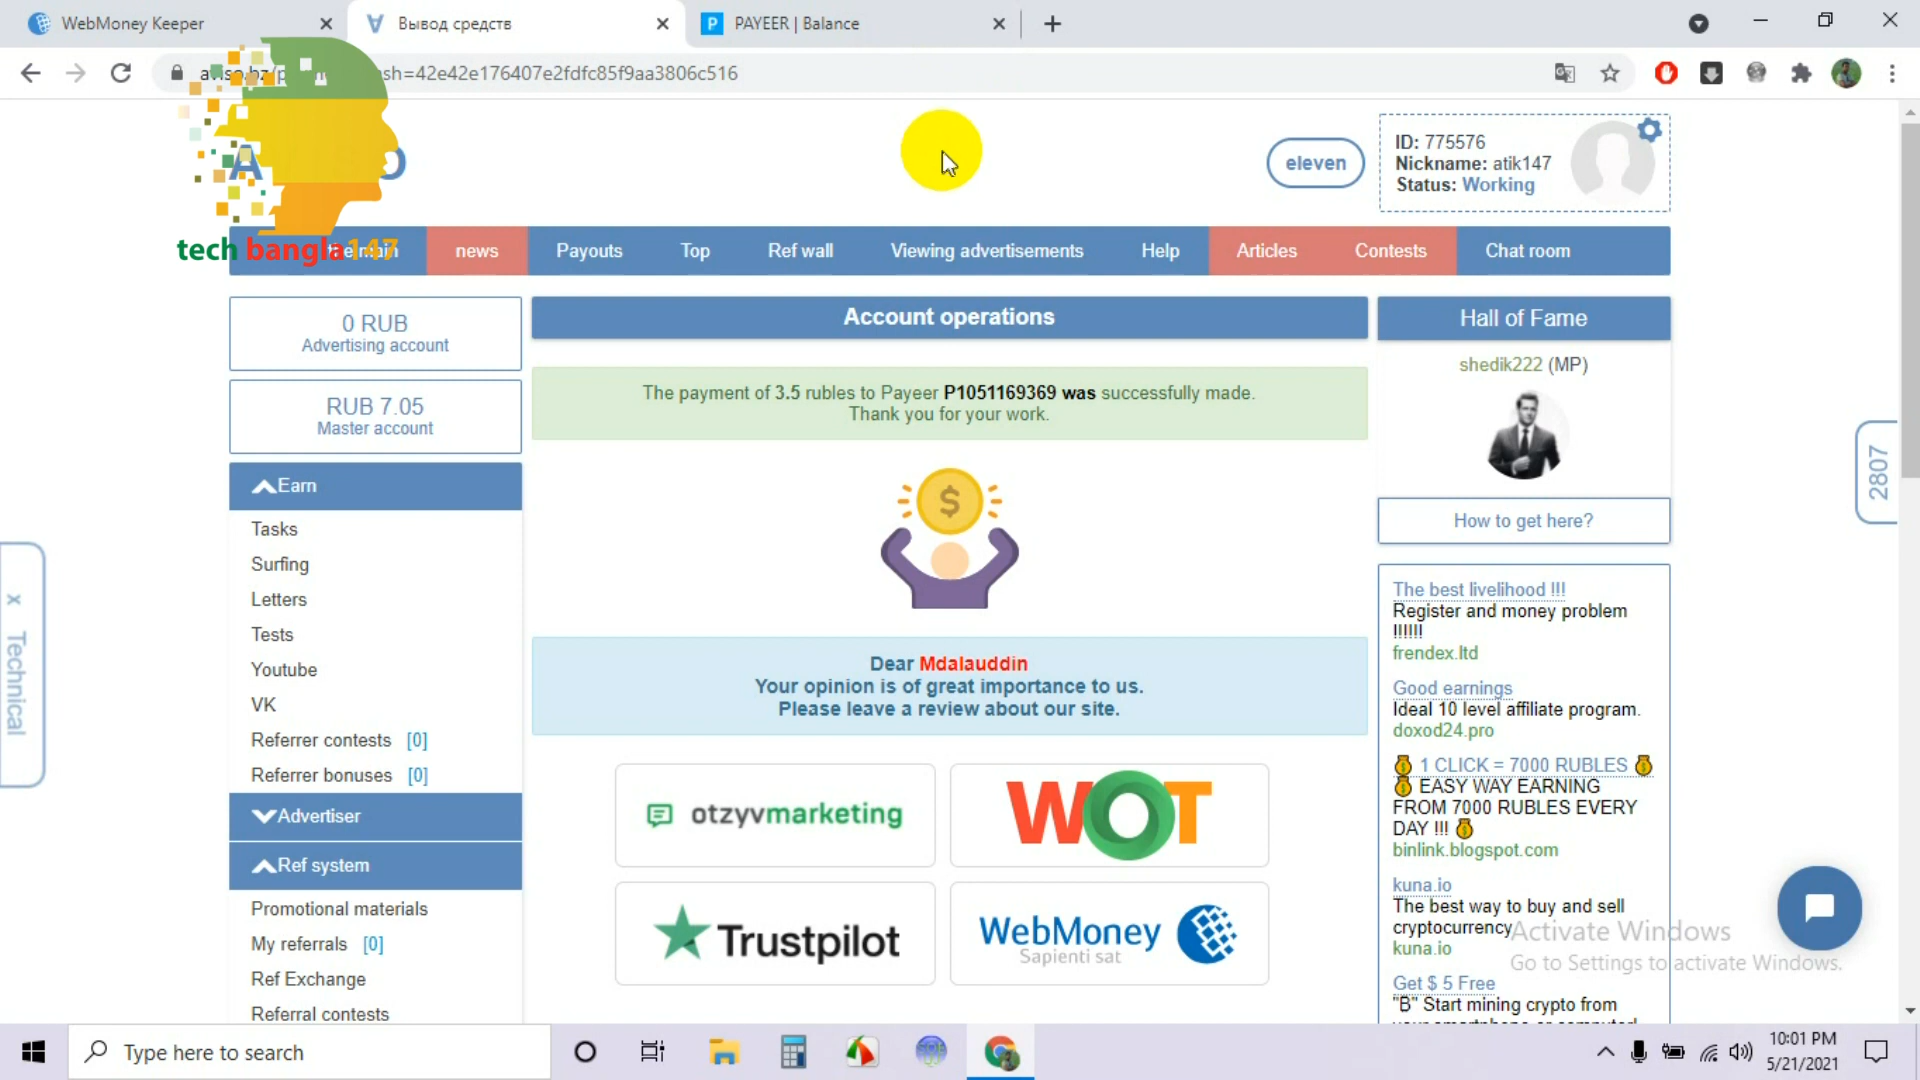 WebMoney Keeper
Вывод средств
PAYEER | Balance
sh=42e42e176407e2fdfc85f9aa3806c516
tech bangla147
eleven
ID: 775576
Nickname: atik147
Status: Working
news
Payouts
Top
Ref wall
Viewing advertisements
Help
Articles
Contests
Chat room
0 RUB
Advertising account
RUB 7.05
Master account
Earn
Tasks
Surfing
Letters
Tests
Youtube
VK
Referrer contests [0]
Referrer bonuses [0]
Advertiser
Ref system
Promotional materials
My referrals [0]
Ref Exchange
Referral contests
x Technical
Account operations
The payment of 3.5 rubles to Payeer P1051169369 was successfully made.
Thank you for your work.
Dear Mdalauddin
Your opinion is of great importance to us.
Please leave a review about our site.
otzyvmarketing
WOT
Trustpilot
WebMoney
Sapienti sat
Hall of Fame
shedik222 (MP)
How to get here?
The best livelihood !!!
Register and money problem
!!!!!!
frendex.ltd
Good earnings
Ideal 10 level affiliate program.
doxod24.pro
1 CLICK = 7000 RUBLES
EASY WAY EARNING
FROM 7000 RUBLES EVERY
DAY !!!
binlink.blogspot.com
kuna.io
The best way to buy and sell
cryptocurrency
kuna.io
Get $ 5 Free
"B" Start mining crypto from
2807
Activate Windows
Go to Settings to activate Windows.
Type here to search
10:01 PM
5/21/2021